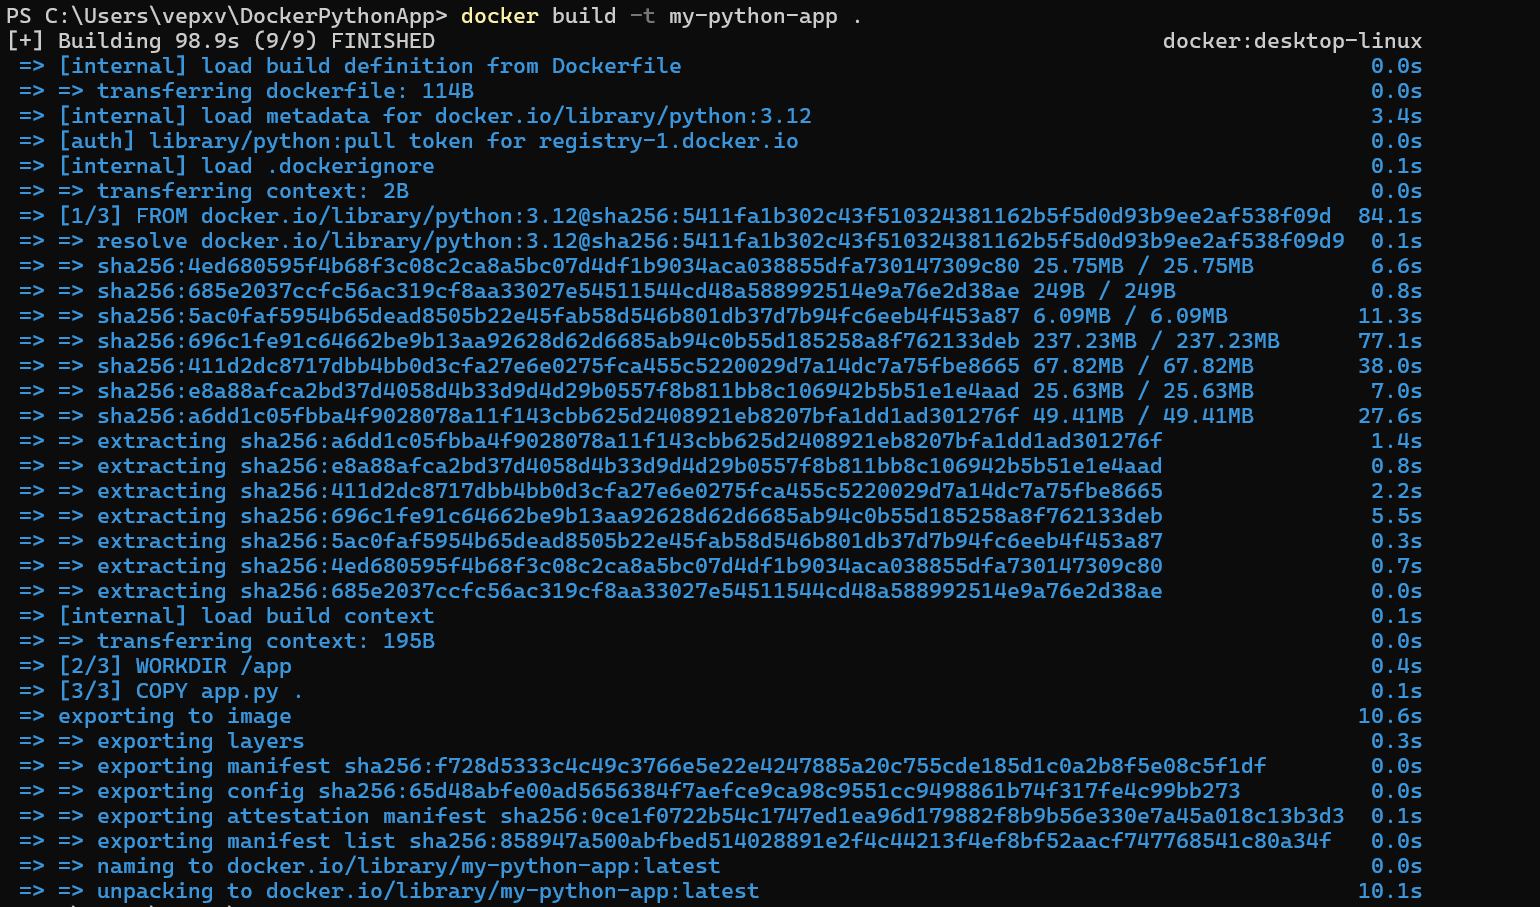 PS C:\Users\vepxv\DockerPythonApp> docker build -t my-python-app .
[+] Building 98.9s (9/9) FINISHED docker:desktop-linux
=> [internal] load build definition from Dockerfile 0.0s
=> => transferring dockerfile: 114B 0.0s
=> [internal] load metadata for docker.io/library/python:3.12 3.4s
=> [auth] library/python:pull token for registry-1.docker.io 0.0s
=> [internal] load .dockerignore 0.1s
=> => transferring context: 2B 0.0s
=> [1/3] FROM docker.io/library/python:3.12@sha256:5411fa1b302c43f510324381162b5f5d0d93b9ee2af538f09d 84.1s
=> => resolve docker.io/library/python:3.12@sha256:5411fa1b302c43f510324381162b5f5d0d93b9ee2af538f09d9 0.1s
=> => sha256:4ed680595f4b68f3c08c2ca8a5bc07d4df1b9034aca038855dfa730147309c80 25.75MB / 25.75MB 6.6s
=> => sha256:685e2037ccfc56ac319cf8aa33027e54511544cd48a588992514e9a76e2d38ae 249B / 249B 0.8s
=> => sha256:5ac0faf5954b65dead8505b22e45fab58d546b801db37d7b94fc6eeb4f453a87 6.09MB / 6.09MB 11.3s
=> => sha256:696c1fe91c64662be9b13aa92628d62d6685ab94c0b55d185258a8f762133deb 237.23MB / 237.23MB 77.1s
=> => sha256:411d2dc8717dbb4bb0d3cfa27e6e0275fca455c5220029d7a14dc7a75fbe8665 67.82MB / 67.82MB 38.0s
=> => sha256:e8a88afca2bd37d4058d4b33d9d4d29b0557f8b811bb8c106942b5b51e1e4aad 25.63MB / 25.63MB 7.0s
=> => sha256:a6dd1c05fbba4f9028078a11f143cbb625d2408921eb8207bfa1dd1ad301276f 49.41MB / 49.41MB 27.6s
=> => extracting sha256:a6dd1c05fbba4f9028078a11f143cbb625d2408921eb8207bfa1dd1ad301276f 1.4s
=> => extracting sha256:e8a88afca2bd37d4058d4b33d9d4d29b0557f8b811bb8c106942b5b51e1e4aad 0.8s
=> => extracting sha256:411d2dc8717dbb4bb0d3cfa27e6e0275fca455c5220029d7a14dc7a75fbe8665 2.2s
=> => extracting sha256:696c1fe91c64662be9b13aa92628d62d6685ab94c0b55d185258a8f762133deb 5.5s
=> => extracting sha256:5ac0faf5954b65dead8505b22e45fab58d546b801db37d7b94fc6eeb4f453a87 0.3s
=> => extracting sha256:4ed680595f4b68f3c08c2ca8a5bc07d4df1b9034aca038855dfa730147309c80 0.7s
=> => extracting sha256:685e2037ccfc56ac319cf8aa33027e54511544cd48a588992514e9a76e2d38ae 0.0s
=> [internal] load build context 0.1s
=> => transferring context: 195B 0.0s
=> [2/3] WORKDIR /app 0.4s
=> [3/3] COPY app.py . 0.1s
=> exporting to image 10.6s
=> => exporting layers 0.3s
=> => exporting manifest sha256:f728d5333c4c49c3766e5e22e4247885a20c755cde185d1c0a2b8f5e08c5f1df 0.0s
=> => exporting config sha256:65d48abfe00ad5656384f7aefce9ca98c9551cc9498861b74f317fe4c99bb273 0.0s
=> => exporting attestation manifest sha256:0ce1f0722b54c1747ed1ea96d179882f8b9b56e330e7a45a018c13b3d3 0.1s
=> => exporting manifest list sha256:858947a500abfbed514028891e2f4c44213f4ef8bf52aacf747768541c80a34f 0.0s
=> => naming to docker.io/library/my-python-app:latest 0.0s
=> => unpacking to docker.io/library/my-python-app:latest 10.1s